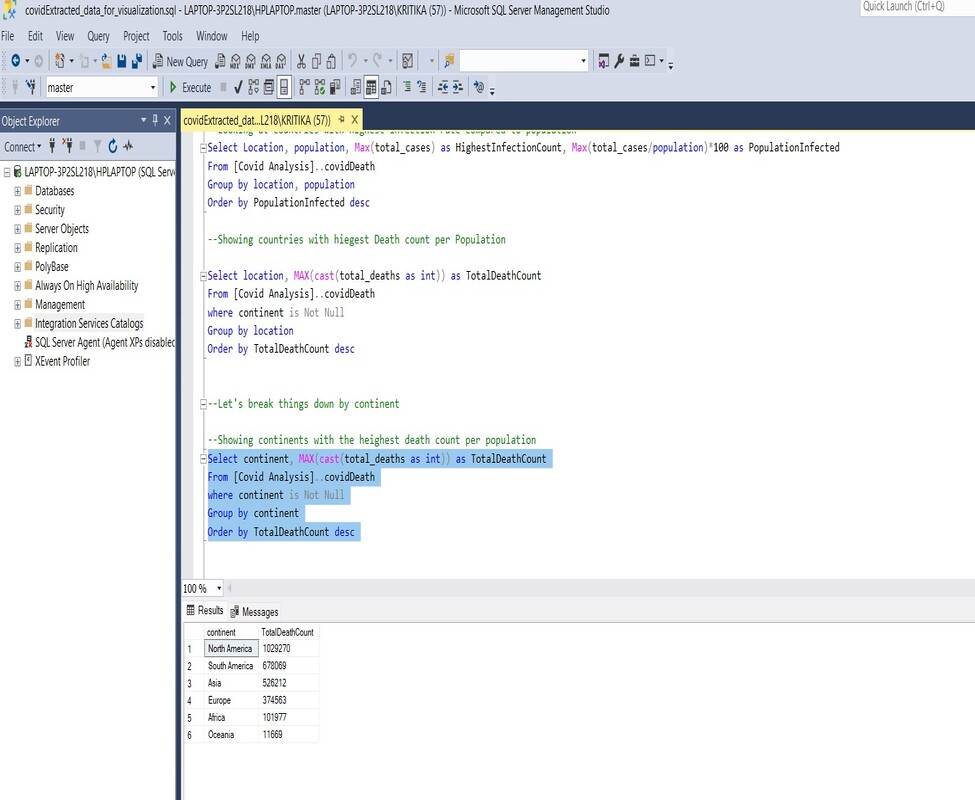 covidExtracted_data_for_visualization.sql - LAPTOP-3P2SL218\HPLAPTOP.master (LAPTOP-3P2SL218\KRITIKA (57)) - Microsoft SQL Server Management Studio
Quick Launch (Ctrl+Q)
File Edit View Query Project Tools Window Help
New Query
master Execute
Object Explorer
covidExtracted_dat...L218\KRITIKA (57))
Connect
LAPTOP-3P2SL218\HPLAPTOP (SQL Serv
Databases
Security
Server Objects
Replication
PolyBase
Always On High Availability
Management
Integration Services Catalogs
SQL Server Agent (Agent XPs disabled
XEvent Profiler
--Looking at countries with highest infection rate compared to population
Select Location, population, Max(total_cases) as HighestInfectionCount, Max(total_cases/population)*100 as PopulationInfected
From [Covid Analysis]..covidDeath
Group by location, population
Order by PopulationInfected desc
--Showing countries with hiegest Death count per Population
Select location, MAX(cast(total_deaths as int)) as TotalDeathCount
From [Covid Analysis]..covidDeath
where continent is Not Null
Group by location
Order by TotalDeathCount desc
--Let's break things down by continent
--Showing continents with the heighest death count per population
Select continent, MAX(cast(total_deaths as int)) as TotalDeathCount
From [Covid Analysis]..covidDeath
where continent is Not Null
Group by continent
Order by TotalDeathCount desc
100 %
Results Messages
continent TotalDeathCount
1 North America 1029270
2 South America 678069
3 Asia 526212
4 Europe 374563
5 Africa 101977
6 Oceania 11669